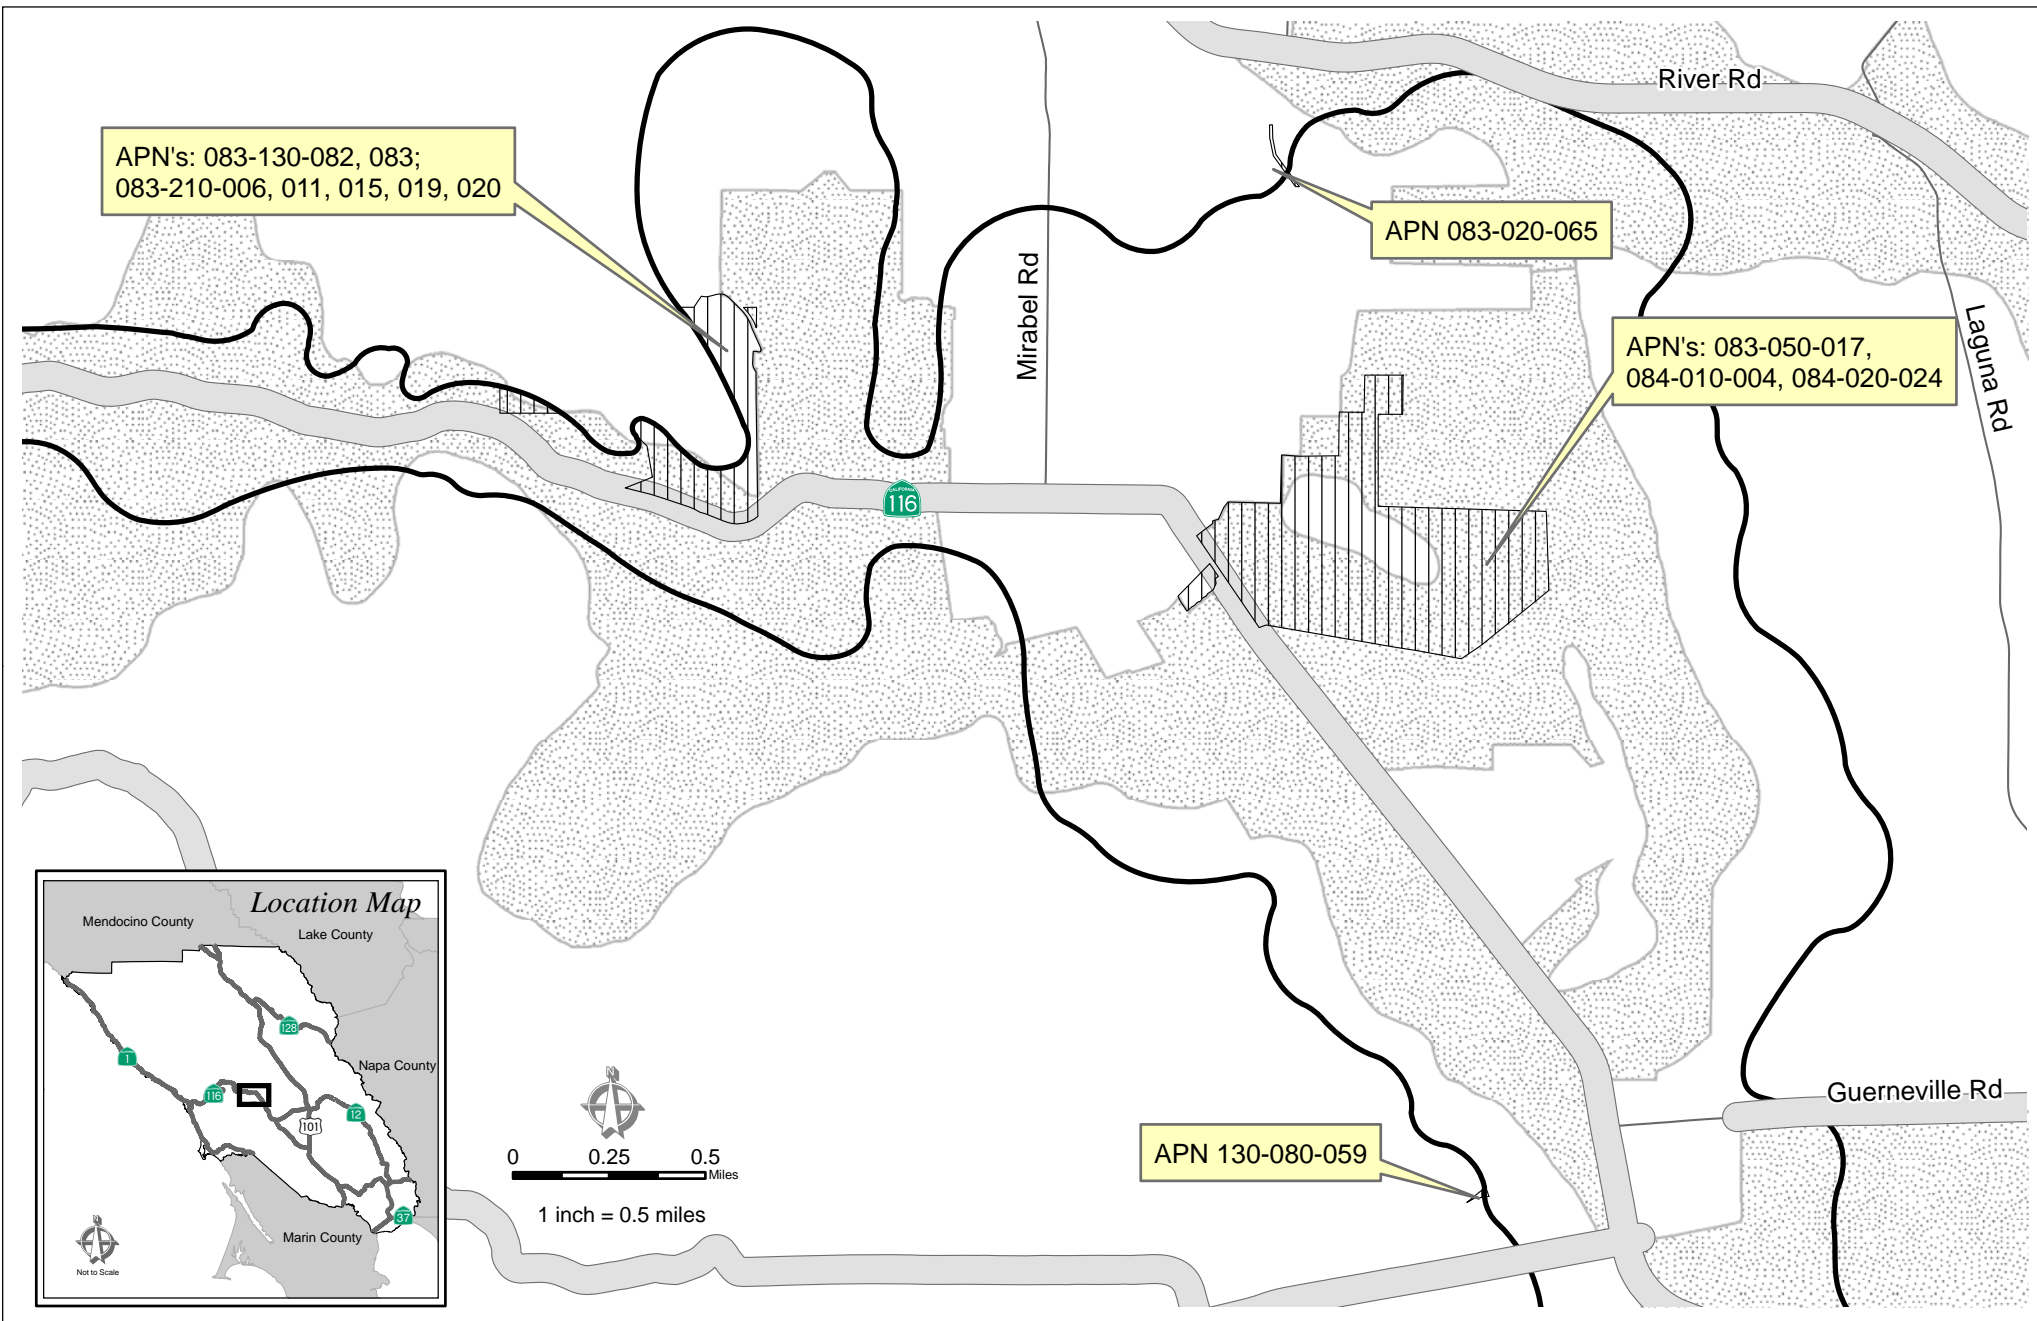 River Rd
APN's: 083-130-082, 083;
083-210-006, 011, 015, 019, 020
APN 083-020-065
Mirabel Rd
Laguna Rd
APN's: 083-050-017,
084-010-004, 084-020-024
CALIFORNIA
116
Location Map
Mendocino County
Lake County
128
1
Napa County
116
12
101
37
Marin County
N
Not to Scale
N
0 0.25 0.5
Miles
1 inch = 0.5 miles
Guerneville Rd
APN 130-080-059